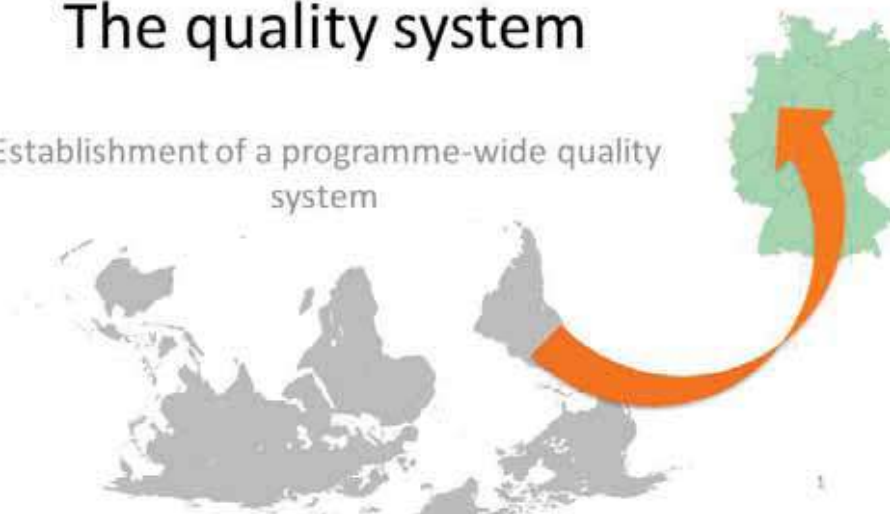 The quality system
Establishment of a programme-wide quality
system
1